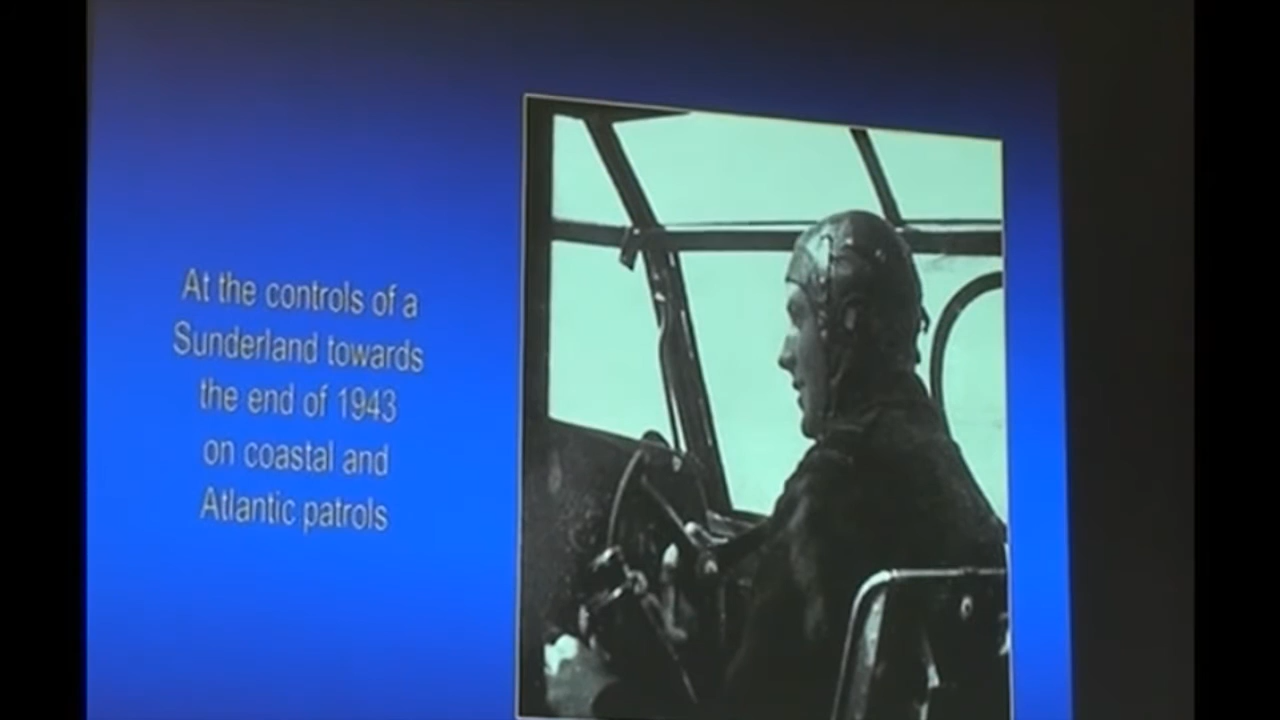 At the controls of a
Sunderland towards
the end of 1943
on coastal and
Atlantic patrols